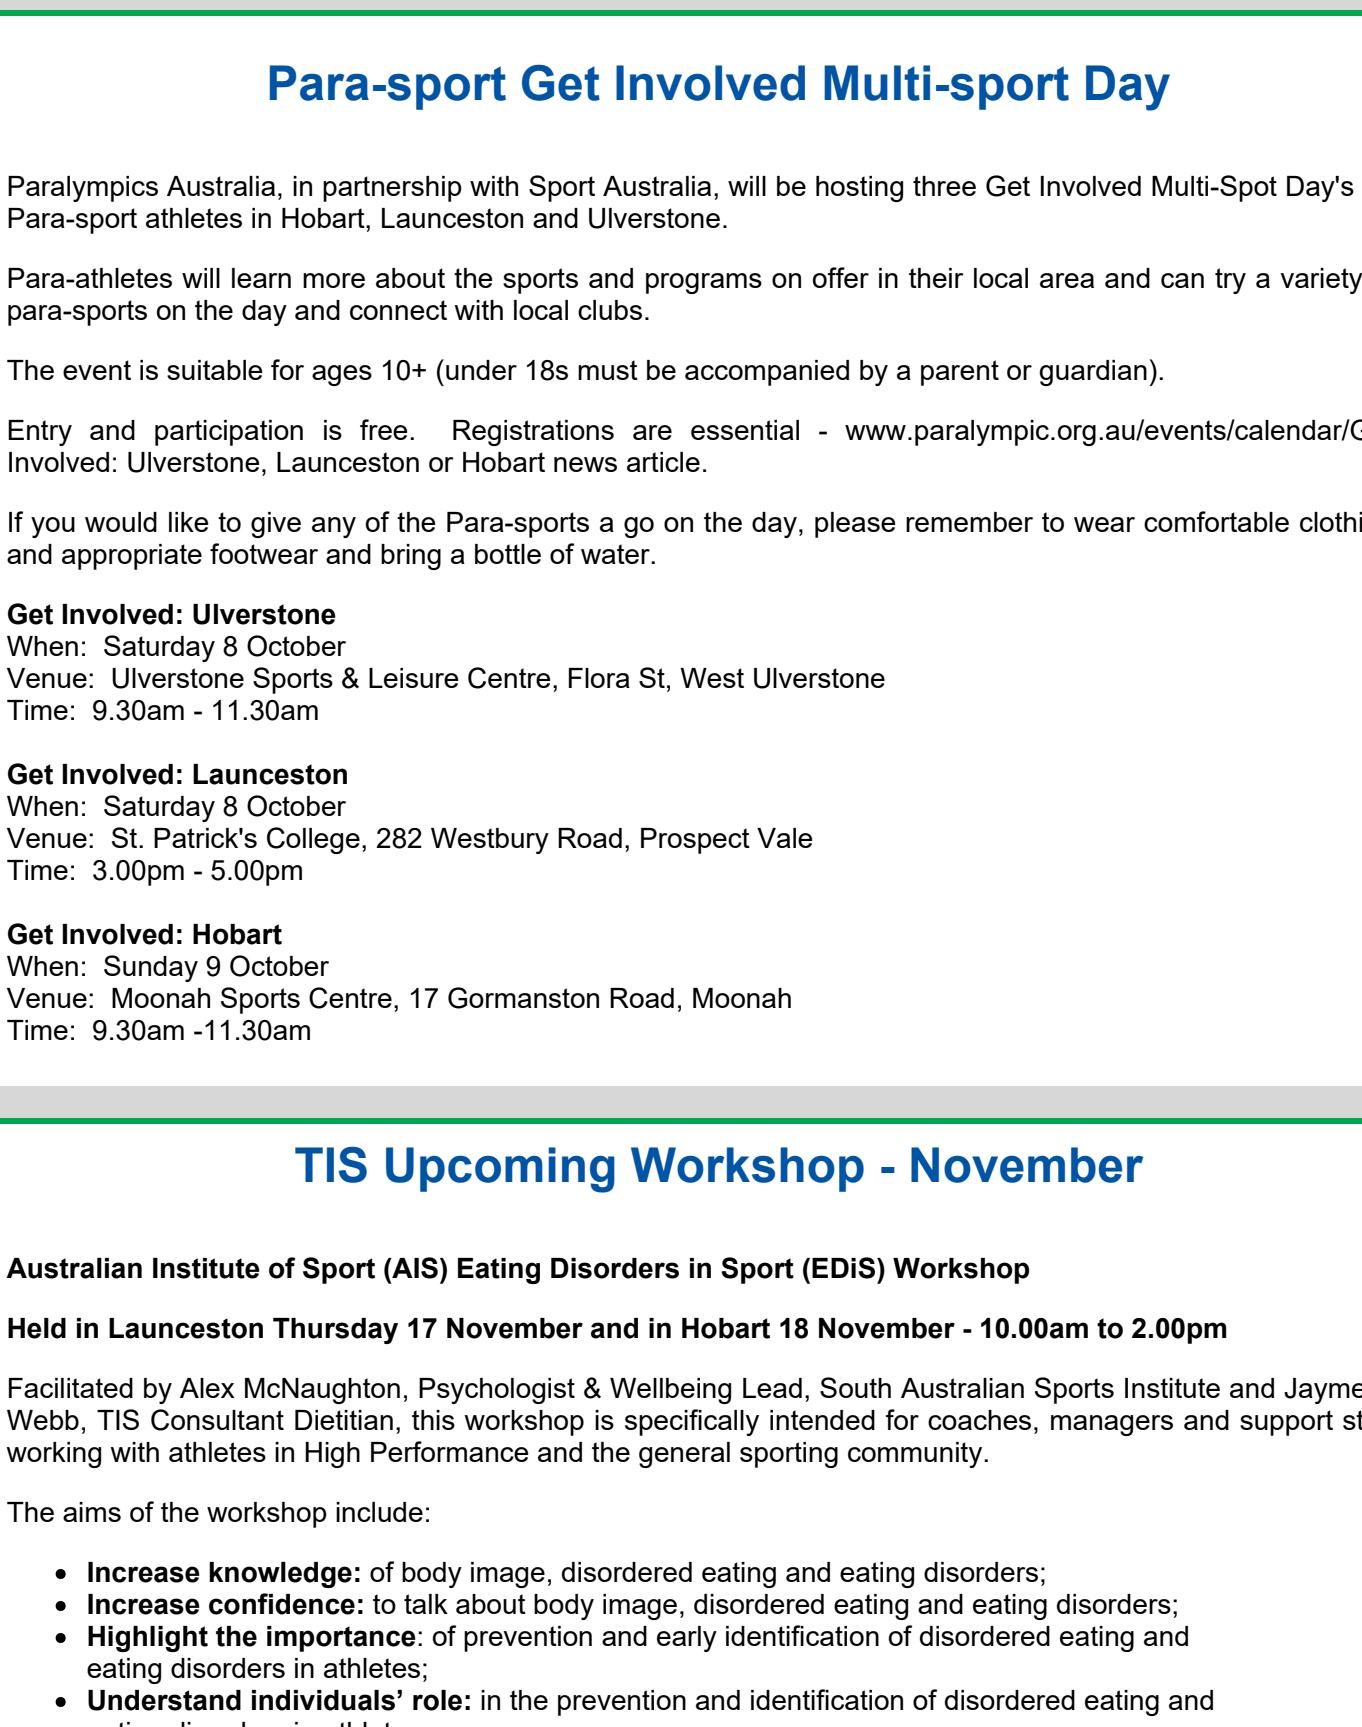 Para-sport Get Involved Multi-sport Day
Paralympics Australia, in partnership with Sport Australia, will be hosting three Get Involved Multi-Spot Day's
Para-sport athletes in Hobart, Launceston and Ulverstone.
Para-athletes will learn more about the sports and programs on offer in their local area and can try a variety
para-sports on the day and connect with local clubs.
The event is suitable for ages 10+ (under 18s must be accompanied by a parent or guardian).
Entry and participation is free. Registrations are essential - www.paralympic.org.au/events/calendar/
Involved: Ulverstone, Launceston or Hobart news article.
If you would like to give any of the Para-sports a go on the day, please remember to wear comfortable
and appropriate footwear and bring a bottle of water.
Get Involved: Ulverstone
When: Saturday 8 October
Venue: Ulverstone Sports & Leisure Centre, Flora St, West Ulverstone
Time: 9.30am - 11.30am
Get Involved: Launceston
When: Saturday 8 October
Venue: St. Patrick's College, 282 Westbury Road, Prospect Vale
Time: 3.00pm - 5.00pm
Get Involved: Hobart
When: Sunday 9 October
Venue: Moonah Sports Centre, 17 Gormanston Road, Moonah
Time: 9.30am -11.30am
TIS Upcoming Workshop - November
Australian Institute of Sport (AIS) Eating Disorders in Sport (EDiS) Workshop
Held in Launceston Thursday 17 November and in Hobart 18 November - 10.00am to 2.00pm
Facilitated by Alex McNaughton, Psychologist & Wellbeing Lead, South Australian Sports Institute and Jayme
Webb, TIS Consultant Dietitian, this workshop is specifically intended for coaches, managers and support
working with athletes in High Performance and the general sporting community.
The aims of the workshop include:
• Increase knowledge: of body image, disordered eating and eating disorders;
• Increase confidence: to talk about body image, disordered eating and eating disorders;
• Highlight the importance: of prevention and early identification of disordered eating and
eating disorders in athletes;
• Understand individuals’ role: in the prevention and identification of disordered eating and